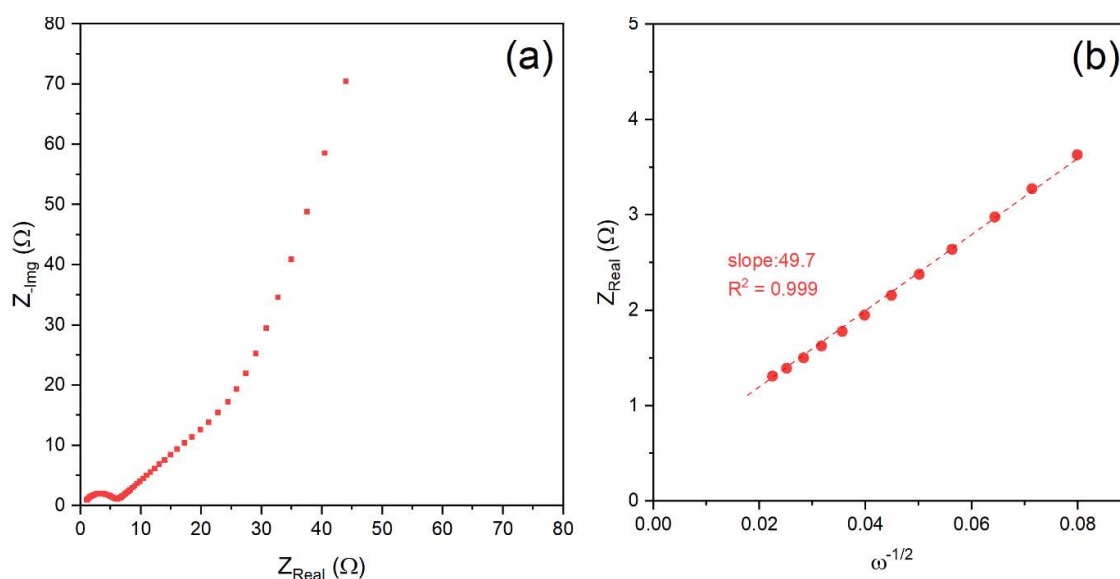 (a)
80
70
60
50
40
30
20
10
0
Z-Img (Ω)
0 10 20 30 40 50 60 70 80
ZReal (Ω)
(b)
5
4
3
2
1
0
ZReal (Ω)
slope:49.7
R² = 0.999
0.00 0.02 0.04 0.06 0.08
ω-1/2